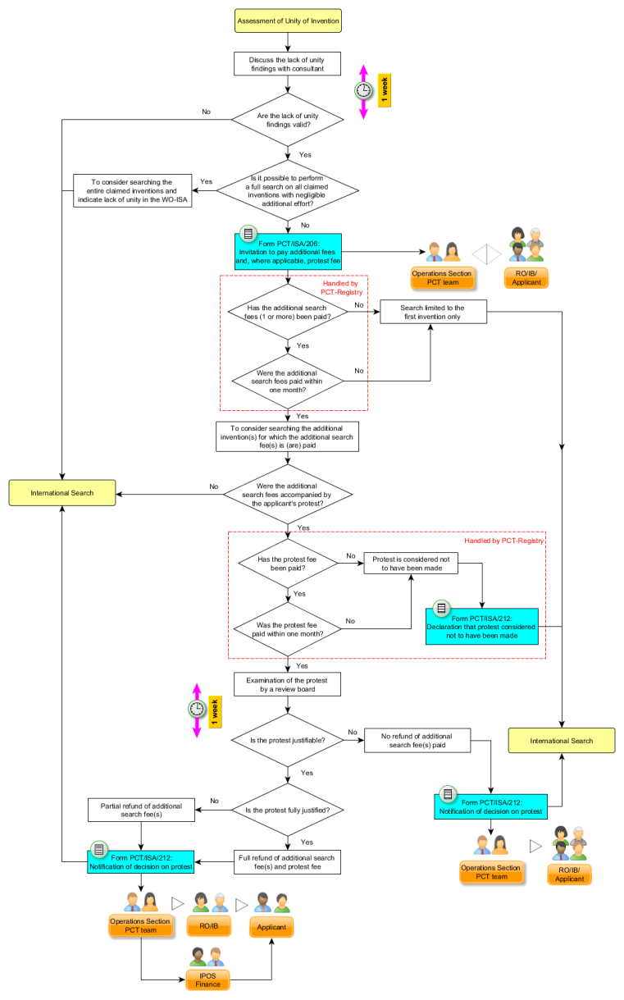 Assessment of Unity of Invention
Discuss the lack of unity
findings with consultant
1 week
No
Are the lack of unity
findings valid?
Yes
To consider searching the
entire claimed inventions and
indicate lack of unity in the WO-ISA
Yes
Is it possible to perform
a full search on all claimed
inventions with negligible
additional effort?
No
Form PCT/ISA/206:
Invitation to pay additional fees
and, where applicable, protest fee
Operations Section
PCT team
RO/IB/
Applicant
Handled by
PCT-Registry
Has the additional search
fees (1 or more) been paid?
No
Search limited to the
first invention only
Yes
Were the additional
search fees paid within
one month?
No
Yes
To consider searching the additional
invention(s) for which the additional search
fee(s) is (are) paid
International Search
No
Were the additional
search fees accompanied by
the applicant's protest?
Yes
Handled by PCT-Registry
Has the protest fee
been paid?
No
Protest is considered not
to have been made
Yes
Was the protest fee
paid within one month?
No
Form PCT/ISA/212:
Declaration that protest considered
not to have been made
Yes
Examination of the protest
by a review board
1 week
Is the protest justifiable?
No
No refund of additional
search fee(s) paid
International Search
Yes
Form PCT/ISA/212:
Notification of decision on protest
Partial refund of additional
search fee(s)
No
Is the protest fully justified?
Yes
Operations Section
PCT team
RO/IB/
Applicant
Form PCT/ISA/212:
Notification of decision on protest
Full refund of additional search
fee(s) and protest fee
Operations Section
PCT team
RO/IB
Applicant
IPOS
Finance